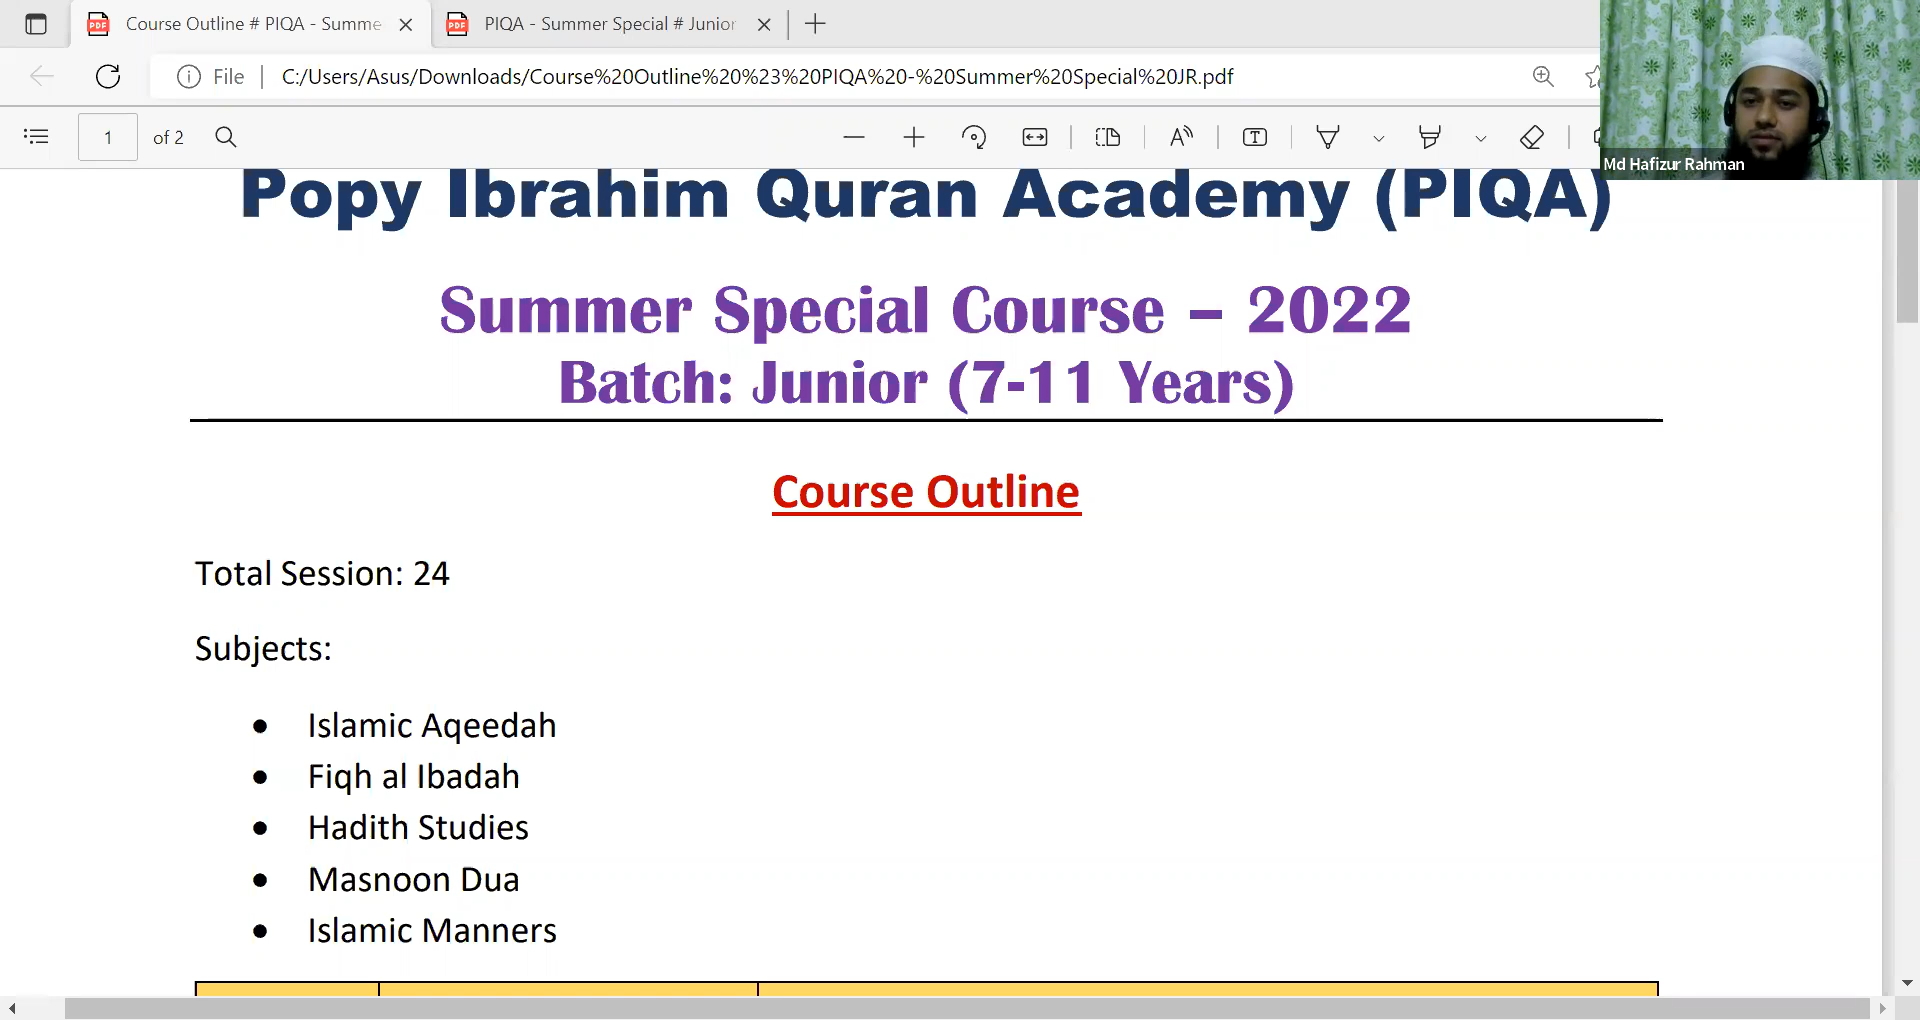 Course Outline # PIQA - Summe
PIQA - Summer Special # Junior
File
C:/Users/Asus/Downloads/Course%20Outline%20%23%20PIQA%20-%20Summer%20Special%20JR.pdf
1 of 2
Md Hafizur Rahman
Popy Ibrahim Quran Academy (PIQA)
Summer Special Course – 2022
Batch: Junior (7-11 Years)
Course Outline
Total Session: 24
Subjects:
• Islamic Aqeedah
• Fiqh al Ibadah
• Hadith Studies
• Masnoon Dua
• Islamic Manners